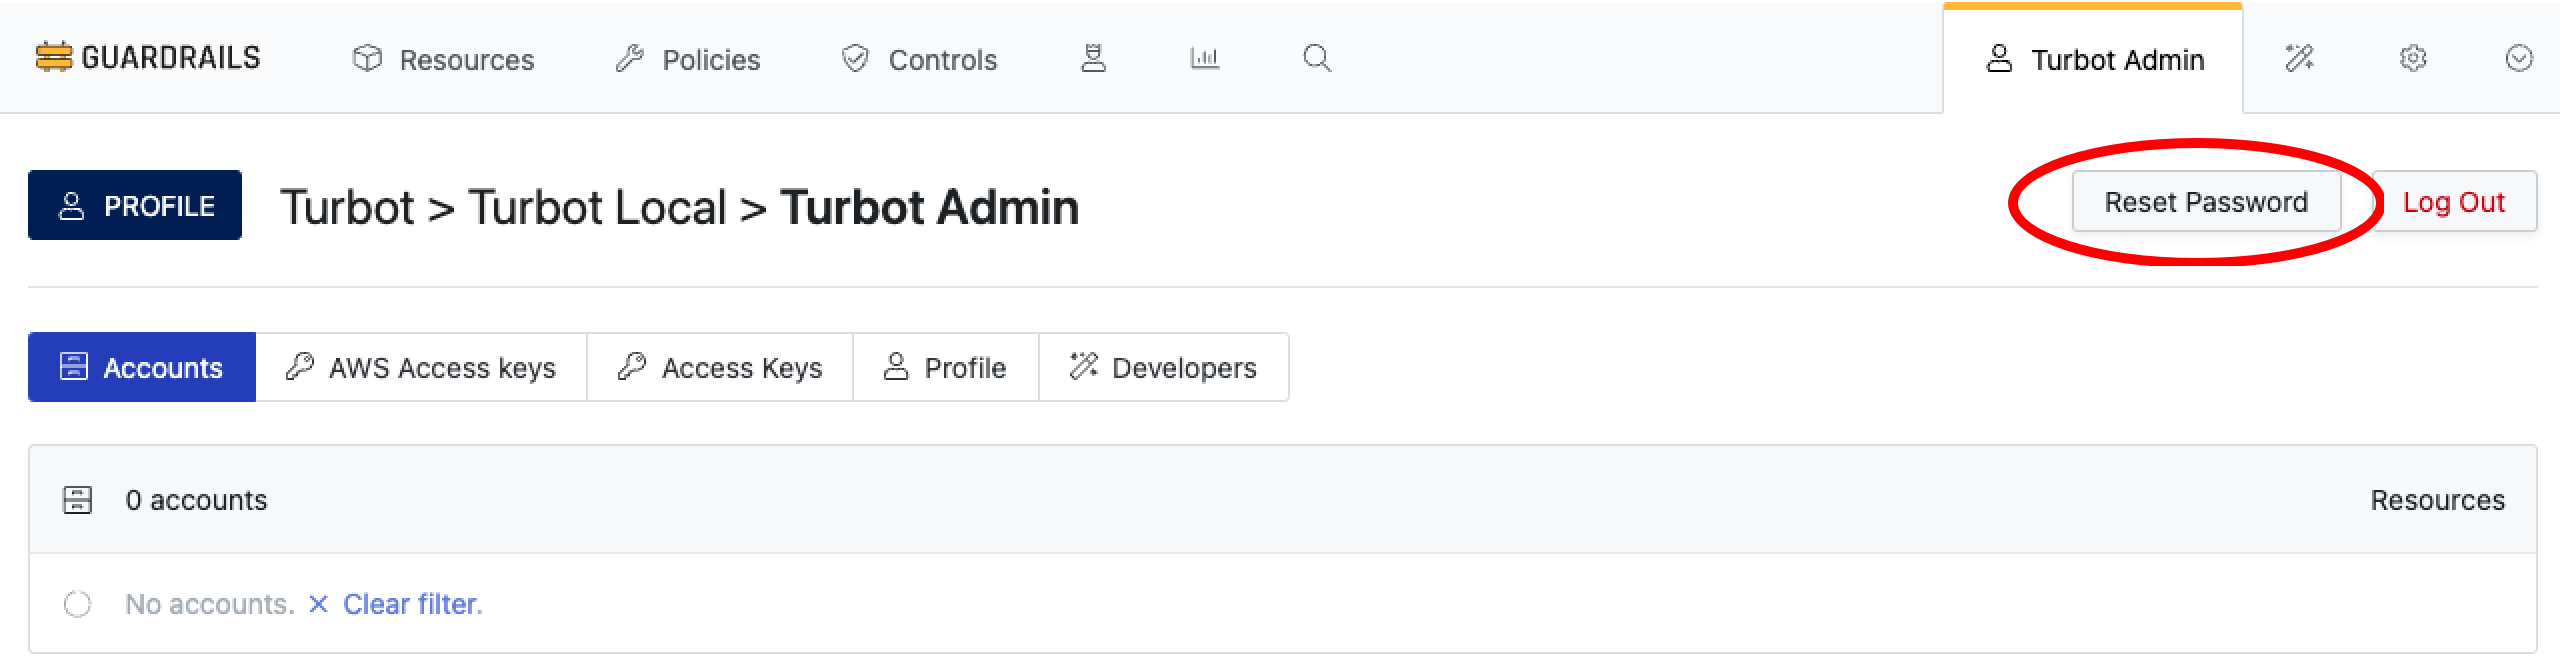 GUARDRAILS Resources Policies Controls Turbot Admin
PROFILE Turbot > Turbot Local > Turbot Admin Reset Password Log Out
Accounts AWS Access keys Access Keys Profile Developers
0 accounts Resources
No accounts. × Clear filter.